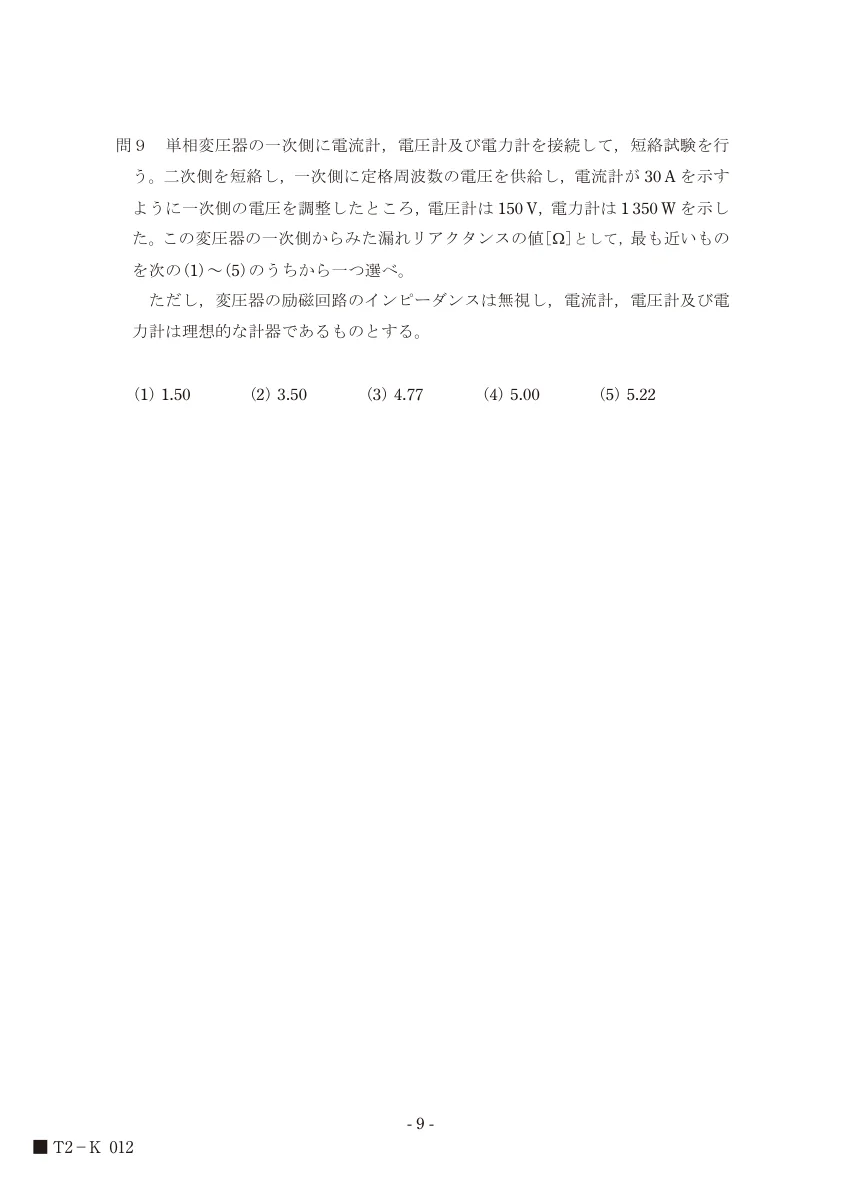 問９　単相変圧器の一次側に電流計，電圧計及び電力計を接続して，短絡試験を行
う。二次側を短絡し，一次側に定格周波数の電圧を供給し，電流計が 30 A を示す
ように一次側の電圧を調整したところ，電圧計は 150 V，電力計は 1 350 W を示し
た。この変圧器の一次側からみた漏れリアクタンスの値[Ω]として，最も近いもの
を次の(1)～(5)のうちから一つ選べ。
ただし，変圧器の励磁回路のインピーダンスは無視し，電流計，電圧計及び電
力計は理想的な計器であるものとする。
(1) 1.50　(2) 3.50　(3) 4.77　(4) 5.00　(5) 5.22
- 9 -
■ T2－K 012